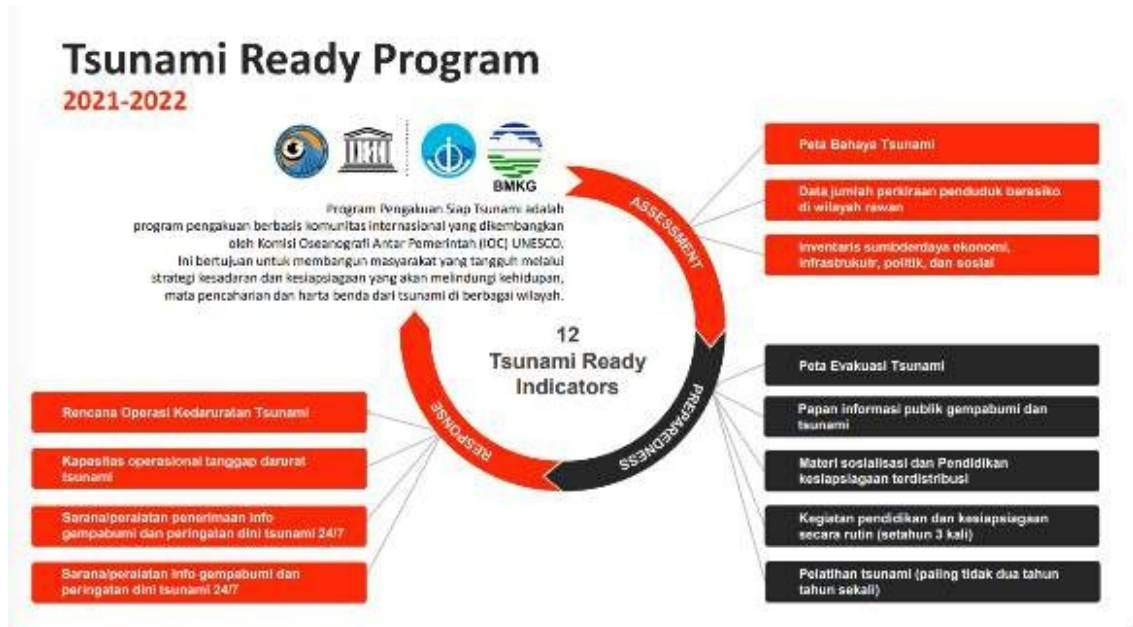 Tsunami Ready Program
2021-2022
BMKG
Program Pengakuan Siap Tsunami adalah
program pengakuan berbasis komunitas internasional yang dikembangkan
oleh Komisi Oseanografi Antar Pemerintah (IOC) UNESCO.
Ini bertujuan untuk membangun masyarakat yang tangguh melalui
strategi kesadaran dan kesiapsiagaan yang akan melindungi kehidupan,
mata pencaharian dan harta benda dari tsunami di berbagai wilayah.
12
Tsunami Ready
Indicators
ASSESSMENT
Peta Bahaya Tsunami
Data jumlah perkiraan penduduk beresiko
di wilayah rawan
Inventaris sumbderdaya ekonomi,
infrastrukutr, politik, dan sosial
PREPAREDNESS
Peta Evakuasi Tsunami
Papan informasi publik gempabumi dan
tsunami
Materi sosialisasi dan Pendidikan
kesiapsiagaan terdistribusi
Kegiatan pendidikan dan kesiapsiagaan
secara rutin (setahun 3 kali)
Pelatihan tsunami (paling tidak dua tahun
tahun sekali)
RESPONSE
Rencana Operasi Kedaruratan Tsunami
Kapasitas operasional tanggap darurat
tsunami
Sarana/peralatan penerimaan info
gempabumi dan peringatan dini tsunami 24/7
Sarana/peralatan info gempabumi dan
peringatan dini tsunami 24/7